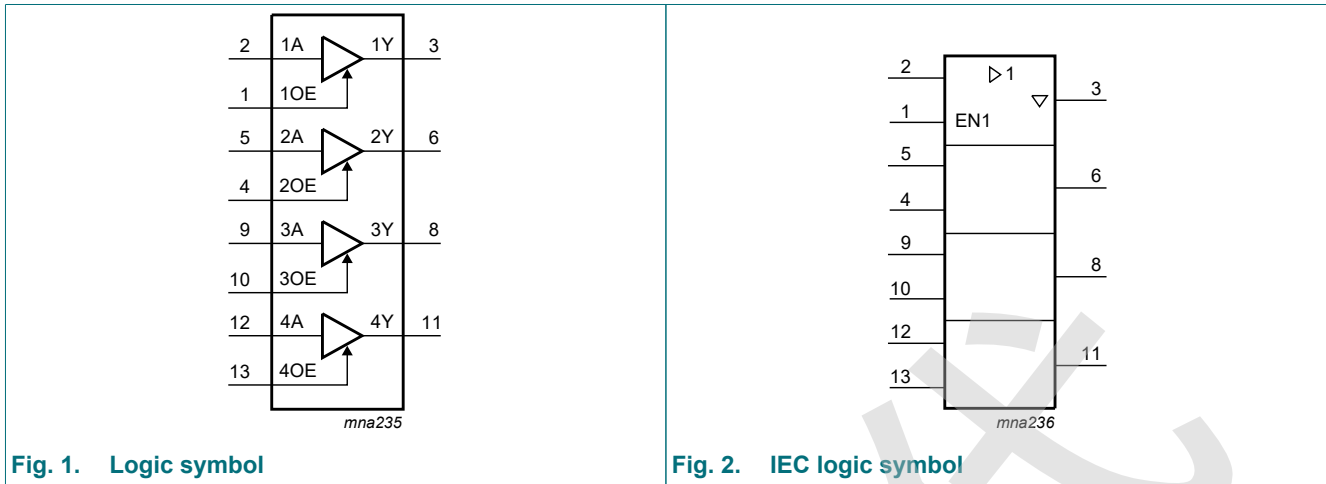 2 1A 1Y 3
1 1OE
5 2A 2Y 6
4 2OE
9 3A 3Y 8
10 3OE
12 4A 4Y 11
13 4OE
mna235
Fig. 1. Logic symbol
2 1 3
1 EN1
5
4 6
9
10 8
12
13 11
mna236
Fig. 2. IEC logic symbol